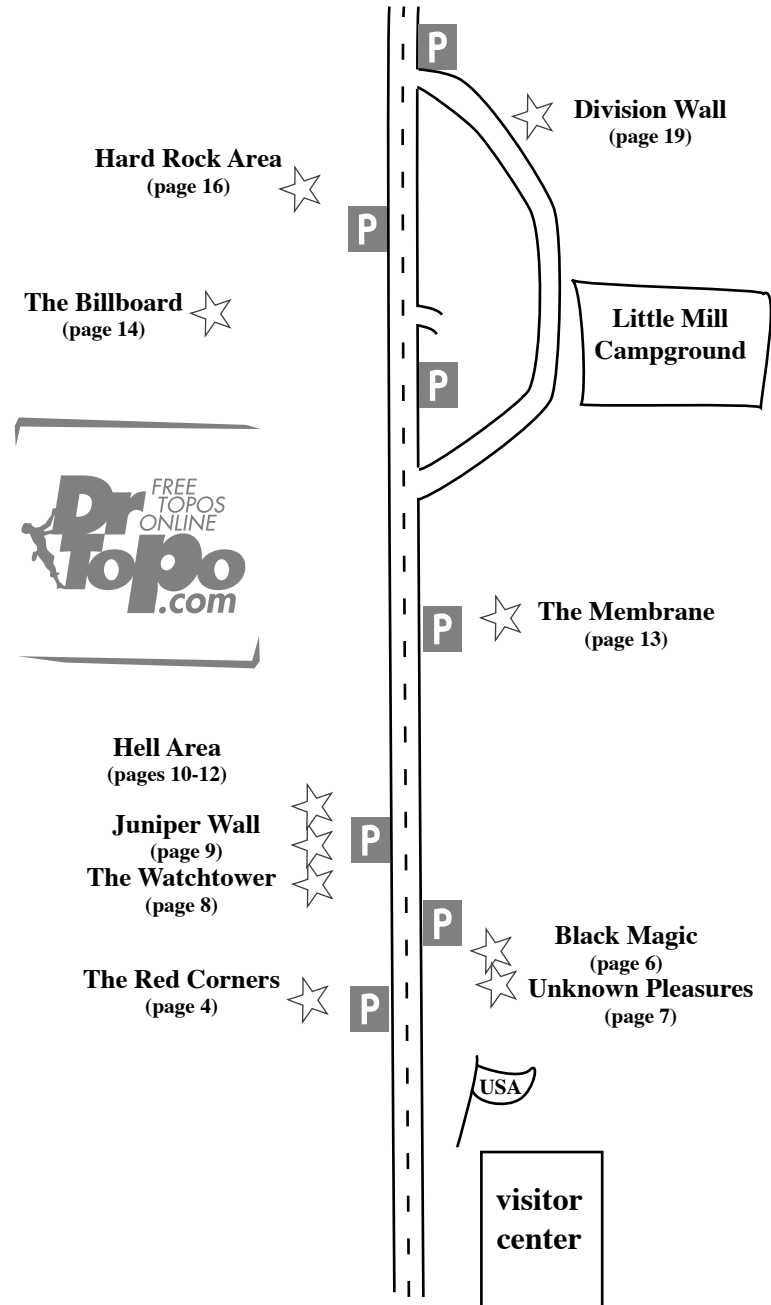 P
Division Wall
(page 19)
Hard Rock Area
(page 16)
P
The Billboard
(page 14)
Little Mill
Campground
P
Dr
FREE
TOPOS
ONLINE
Topo
.com
The Membrane
(page 13)
P
Hell Area
(pages 10-12)
Juniper Wall
(page 9)
P
The Watchtower
(page 8)
P
Black Magic
(page 6)
The Red Corners
(page 4)
P
Unknown Pleasures
(page 7)
USA
visitor
center